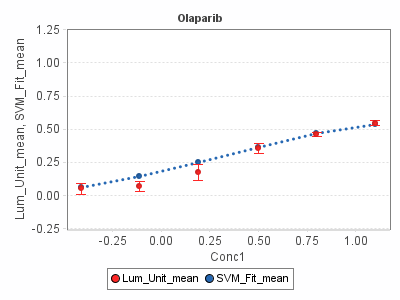 Olaparib
Lum_Unit_mean, SVM_Fit_mean
1.25
1.00
0.75
0.50
0.25
0.00
-0.25
-0.25 0.00 0.25 0.50 0.75 1.00
Conc1
Lum_Unit_mean SVM_Fit_mean